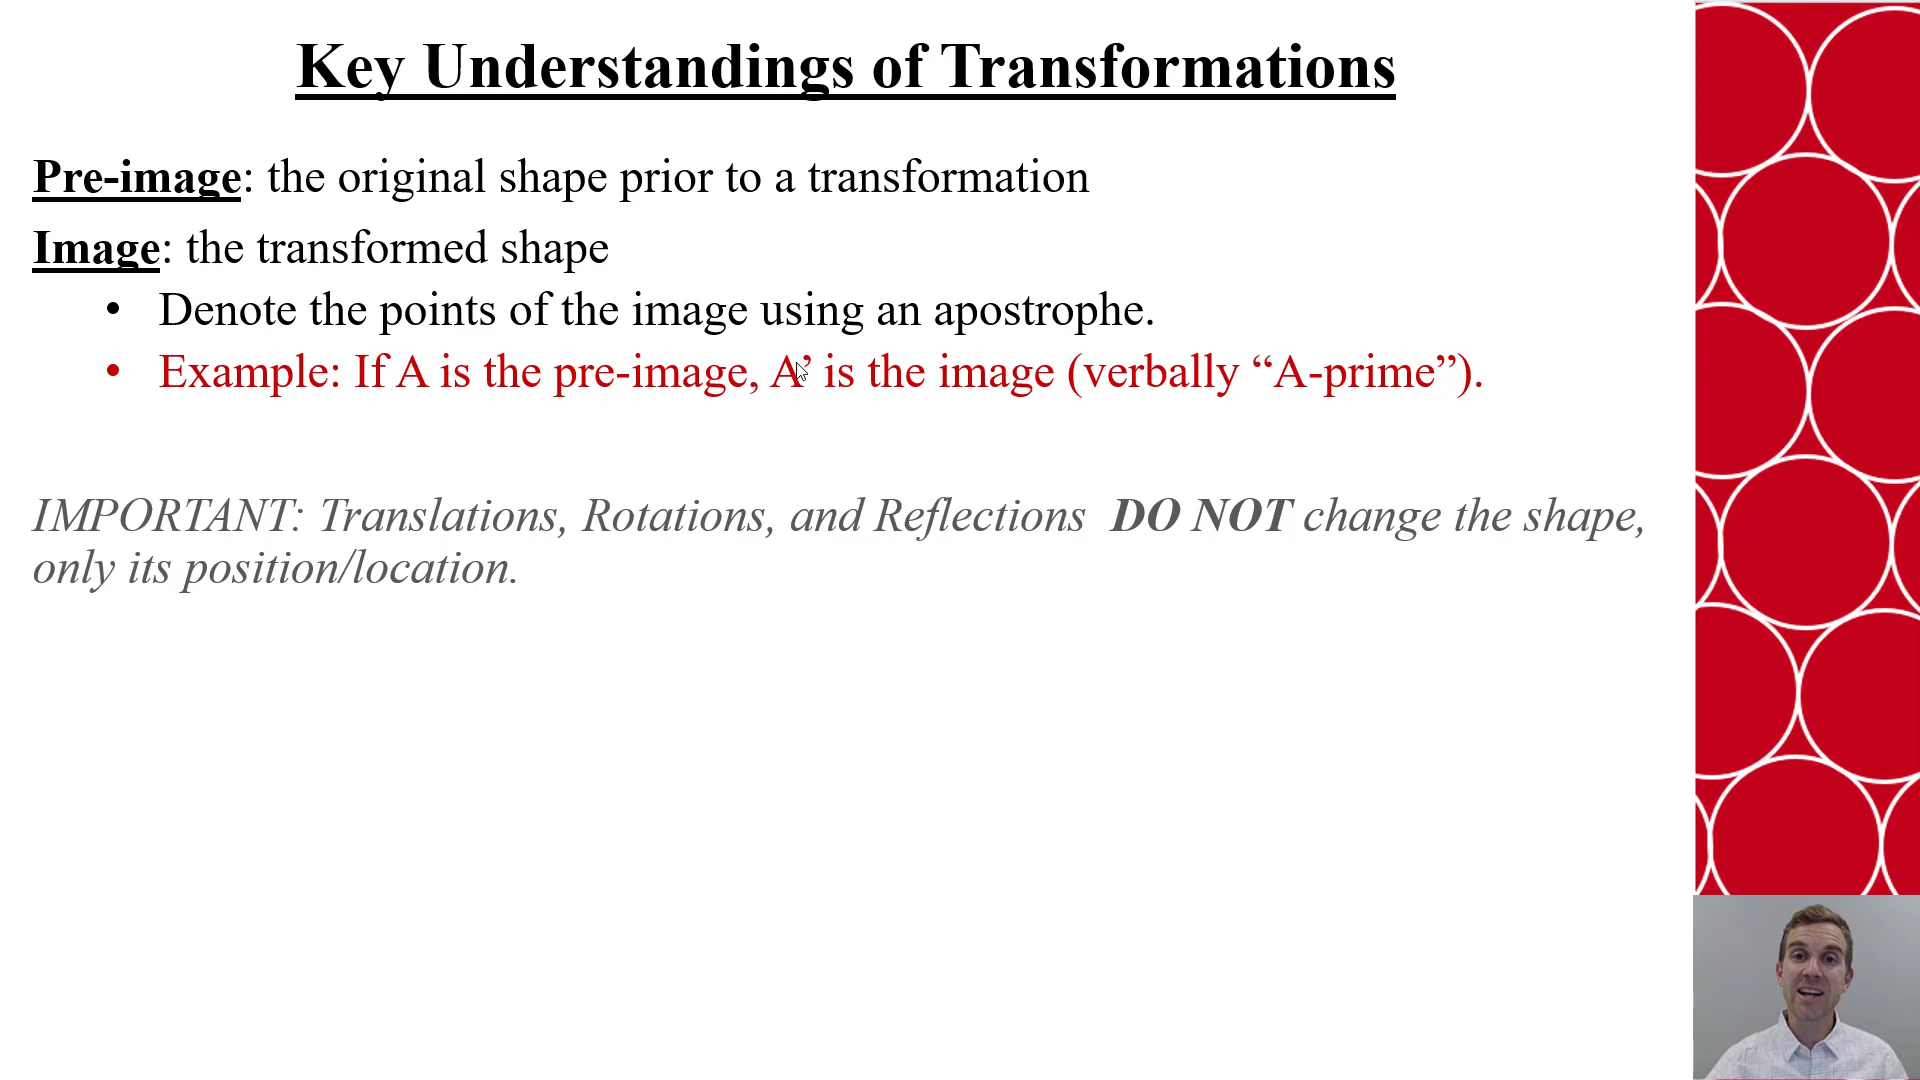 Key Understandings of Transformations
Pre-image: the original shape prior to a transformation
Image: the transformed shape
• Denote the points of the image using an apostrophe.
• Example: If A is the pre-image, A’ is the image (verbally “A-prime”).
IMPORTANT: Translations, Rotations, and Reflections DO NOT change the shape,
only its position/location.